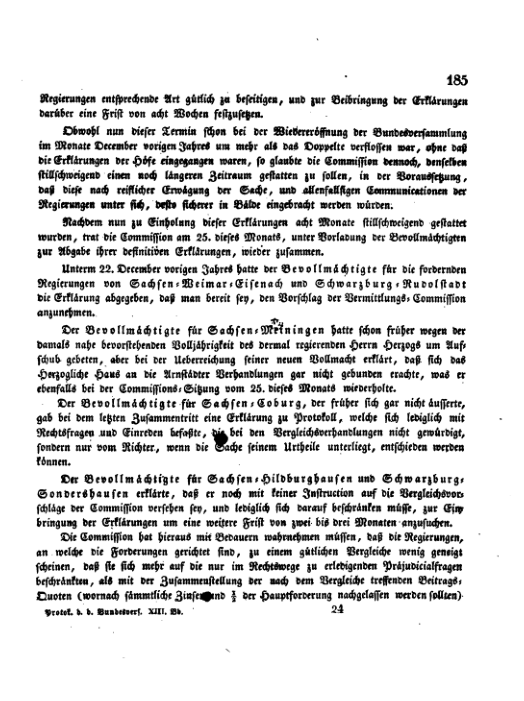 185
Regierungen entsprechende Art gütlich zu beseitigen, und zur Beibringung der Erklärungen
darüber eine Frist von acht Wochen festzusetzen.
Obwohl nun dieser Termin schon bei der Wiedereröffnung der Bundesversammlung
im Monate December vorigen Jahres um mehr als das Doppelte verflossen war, ohne daß
die Erklärungen der Höfe eingegangen waren, so glaubte die Commission dennoch, denselben
stillschweigend einen noch längeren Zeitraum gestatten zu sollen, in der Voraussetzung,
daß diese nach reiflicher Erwägung der Sache, und allenfallsigen Communicationen der
Regierungen unter sich, desto sicherer in Bälde eingebracht werden würden.
Nachdem nun zu Einholung dieser Erklärungen acht Monate stillschweigend gestattet
wurden, trat die Commission am 25. dieses Monats, unter Vorladung der Bevollmächtigten
zur Abgabe ihrer definitiven Erklärungen, wieder zusammen.
Unterm 22. December vorigen Jahres hatte der Bevollmächtigte für die fordernden
Regierungen von Sachsen-Weimar-Eisenach und Schwarzburg-Rudolstadt
die Erklärung abgegeben, daß man bereit sey, den Vorschlag der Vermittlungs-Commission
anzunehmen.
Der Bevollmächtigte für Sachsen-Meiningen hatte schon früher wegen der
damals nahe bevorstehenden Volljährigkeit des dermal regierenden Herrn Herzogs um Auf-
schub gebeten, aber bei der Ueberreichung seiner neuen Vollmacht erklärt, daß sich das
Herzogliche Haus an die Arnstädter Verhandlungen gar nicht gebunden erachte, was er
ebenfalls bei der Commissions-Sitzung vom 25. dieses Monats wiederholte.
Der Bevollmächtigte für Sachsen-Coburg, der früher sich gar nicht äusserte,
gab bei dem letzten Zusammentritt eine Erklärung zu Protokoll, welche sich lediglich mit
Rechtsfragen und Einreden befaßte, die bei den Vergleichsverhandlungen nicht gewürdigt,
sondern nur vom Richter, wenn die Sache seinem Urtheile unterliegt, entschieden werden
können.
Der Bevollmächtigte für Sachsen-Hildburghausen und Schwarzburg-
Sondershausen erklärte, daß er noch mit keiner Instruction auf die Vergleichsvor-
schläge der Commission versehen sey, und lediglich sich darauf beschränken müsse, zur Ein-
bringung der Erklärungen um eine weitere Frist von zwei bis drei Monaten anzusuchen.
Die Commission hat hieraus mit Bedauern wahrnehmen müssen, daß die Regierungen,
an welche die Forderungen gerichtet sind, zu einem gütlichen Vergleiche wenig geneigt
scheinen, daß sie sich mehr auf die nur im Rechtswege zu erledigenden Präjudicialfragen
beschränkten, als mit der Zusammenstellung der nach dem Vergleiche treffenden Beitrags-
Quoten (wornach sämmtliche Zinsen und der Hauptforderung nachgelassen werden sollten)
Protok. d. d. Bundesvers. XIII. Bd. 24